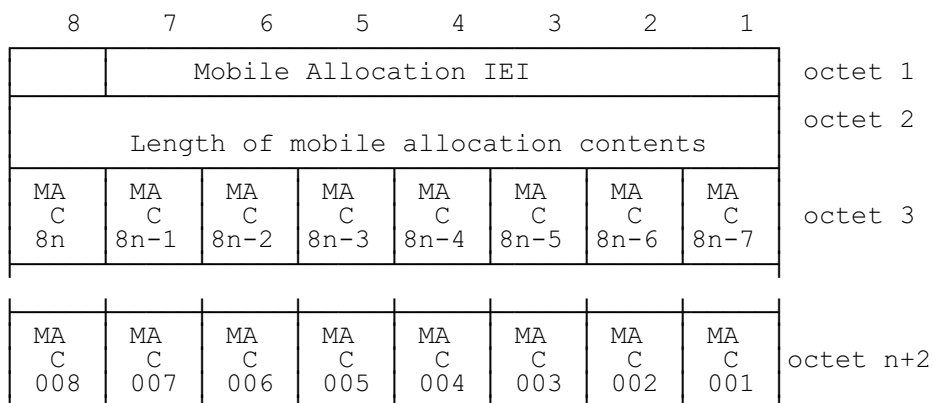 8 7 6 5 4 3 2 1
Mobile Allocation IEI octet 1
octet 2
Length of mobile allocation contents
MA MA MA MA MA MA MA MA
C C C C C C C C octet 3
8n 8n-1 8n-2 8n-3 8n-4 8n-5 8n-6 8n-7
MA MA MA MA MA MA MA MA
C C C C C C C C octet n+2
008 007 006 005 004 003 002 001